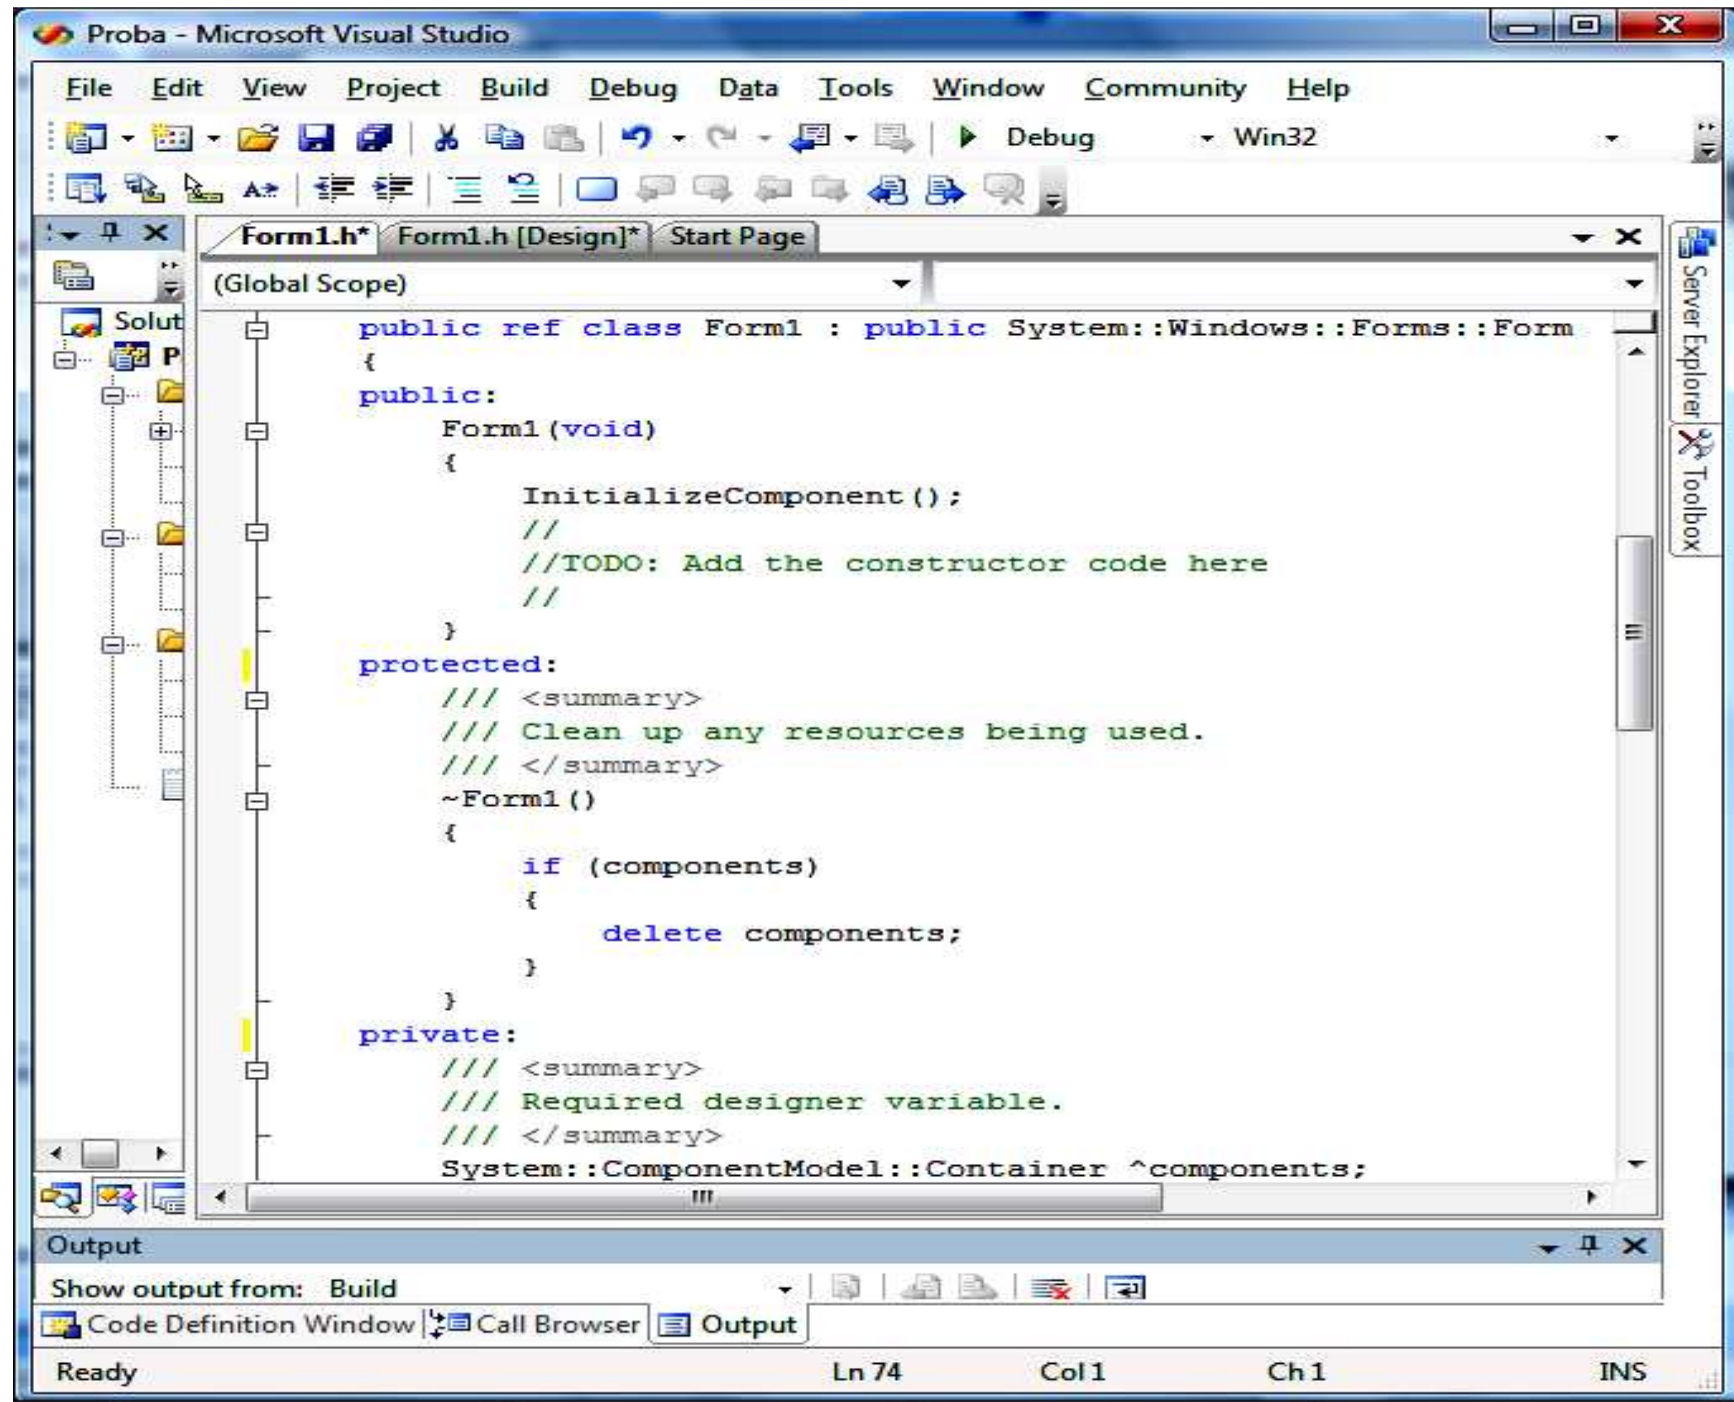 Proba - Microsoft Visual Studio
File Edit View Project Build Debug Data Tools Window Community Help
Debug Win32
Form1.h* Form1.h [Design]* Start Page
(Global Scope)
Solut
P
public ref class Form1 : public System::Windows::Forms::Form
{
public:
Form1(void)
{
InitializeComponent();
//
//TODO: Add the constructor code here
//
}
protected:
/// <summary>
/// Clean up any resources being used.
/// </summary>
~Form1()
{
if (components)
{
delete components;
}
}
private:
/// <summary>
/// Required designer variable.
/// </summary>
System::ComponentModel::Container ^components;
Server Explorer
Toolbox
Output
Show output from: Build
Code Definition Window Call Browser Output
Ready Ln 74 Col 1 Ch 1 INS